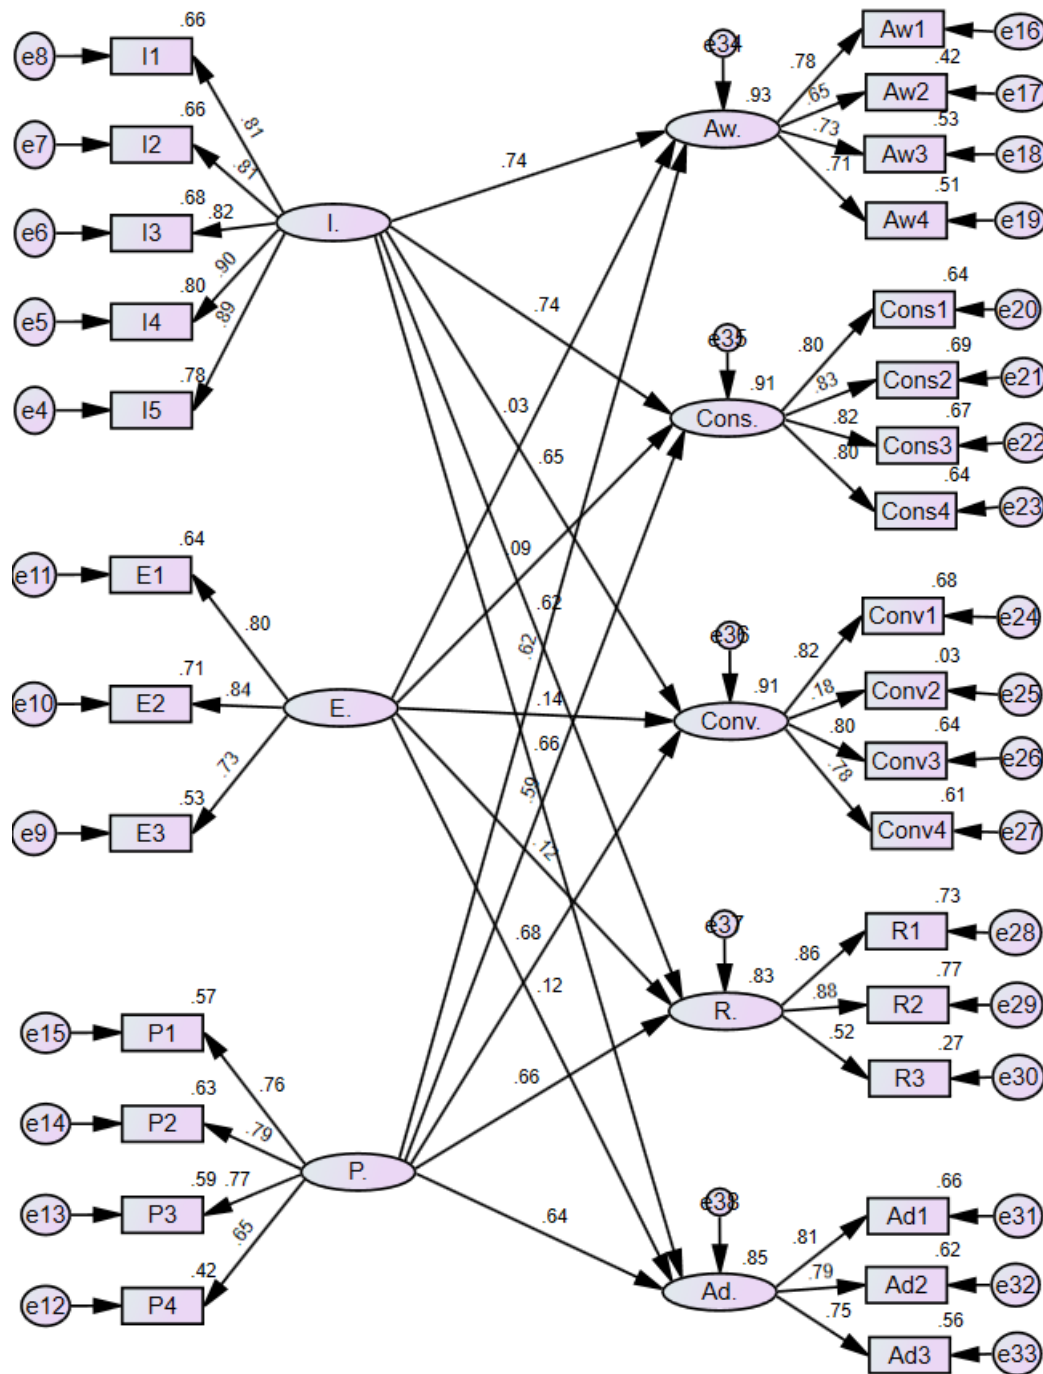 .66
e8 I1
.81
.66
e7 I2
.81
.68
e6 I3
.82
I.
.80
e5 I4
.90
.78
e4 I5
.89
.64
e11 E1
.80
.71
e10 E2
.84
E.
.53
e9 E3
.73
.57
e15 P1
.76
.63
e14 P2
.79
P.
.59 .77
e13 P3
.42
e12 P4
.65
.74
.74
.03
.65
.09
.62
.62
.14
.66
.59
.12
.68
.12
.66
.64
e34
.93
Aw.
.78
Aw1 e16
.42
.65
Aw2 e17
.53
.73
Aw3 e18
.71
.51
Aw4 e19
e35
.91
Cons.
.64
.80
Cons1 e20
.69
.83
Cons2 e21
.67
.82
Cons3 e22
.80
.64
Cons4 e23
e36
.91
Conv.
.68
.82
Conv1 e24
.03
.18
Conv2 e25
.64
.80
Conv3 e26
.78
.61
Conv4 e27
e37
.83
R.
.73
.86
R1 e28
.77
.88
R2 e29
.52
.27
R3 e30
e38
.85
Ad.
.66
.81
Ad1 e31
.62
.79
Ad2 e32
.75
.56
Ad3 e33